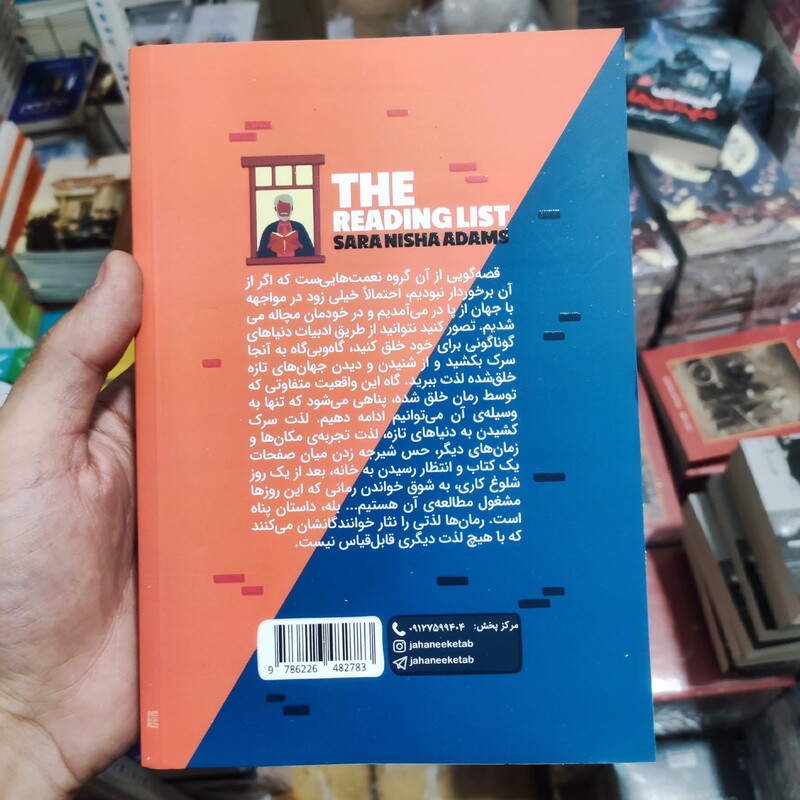 THE
READING LIST
SARA NISHA ADAMS
قصه‌گویی از آن گروه نعمت‌هایی‌ست که اگر از
آن برخوردار نبودیم، احتمالاً خیلی زود در مواجهه
با جهان از پا در می‌آمدیم و در خودمان مچاله می
شدیم. تصور کنید نتوانید از طریق ادبیات دنیاهای
گوناگونی برای خود خلق کنید، گاه‌وبی‌گاه به آنجا
سرک بکشید و از شنیدن و دیدن جهان‌های تازه
خلق‌شده لذت ببرید. گاه این واقعیت متفاوتی که
توسط رمان خلق شده، پناهی می‌شود که تنها به
وسیله‌ی آن می‌توانیم ادامه دهیم. لذت سرک
کشیدن به دنیاهای تازه، لذت تجربه‌ی مکان‌ها و
زمان‌های دیگر، حس شیرجه زدن میان صفحات
یک کتاب و انتظار رسیدن به خانه، بعد از یک روز
شلوغ کاری، به شوق خواندن رمانی که این روزها
مشغول مطالعه‌ی آن هستیم... بله، داستان پناه
است. رمان‌ها لذتی را نثار خوانندگانشان می‌کنند
که با هیچ لذت دیگری قابل‌قیاس نیست.
9 786226 482783
مرکز پخش: ۰۹۱۲۷۵۹۹۴۰۴
jahaneeketab
jahaneeketab